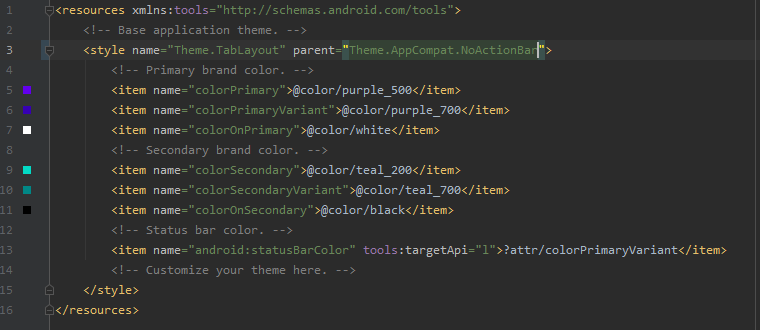 1 <resources xmlns:tools="http://schemas.android.com/tools">
2 <!-- Base application theme. -->
3 <style name="Theme.TabLayout" parent="Theme.AppCompat.NoActionBar">
4 <!-- Primary brand color. -->
5 <item name="colorPrimary">@color/purple_500</item>
6 <item name="colorPrimaryVariant">@color/purple_700</item>
7 <item name="colorOnPrimary">@color/white</item>
8 <!-- Secondary brand color. -->
9 <item name="colorSecondary">@color/teal_200</item>
10 <item name="colorSecondaryVariant">@color/teal_700</item>
11 <item name="colorOnSecondary">@color/black</item>
12 <!-- Status bar color. -->
13 <item name="android:statusBarColor" tools:targetApi="l">?attr/colorPrimaryVariant</item>
14 <!-- Customize your theme here. -->
15 </style>
16 </resources>